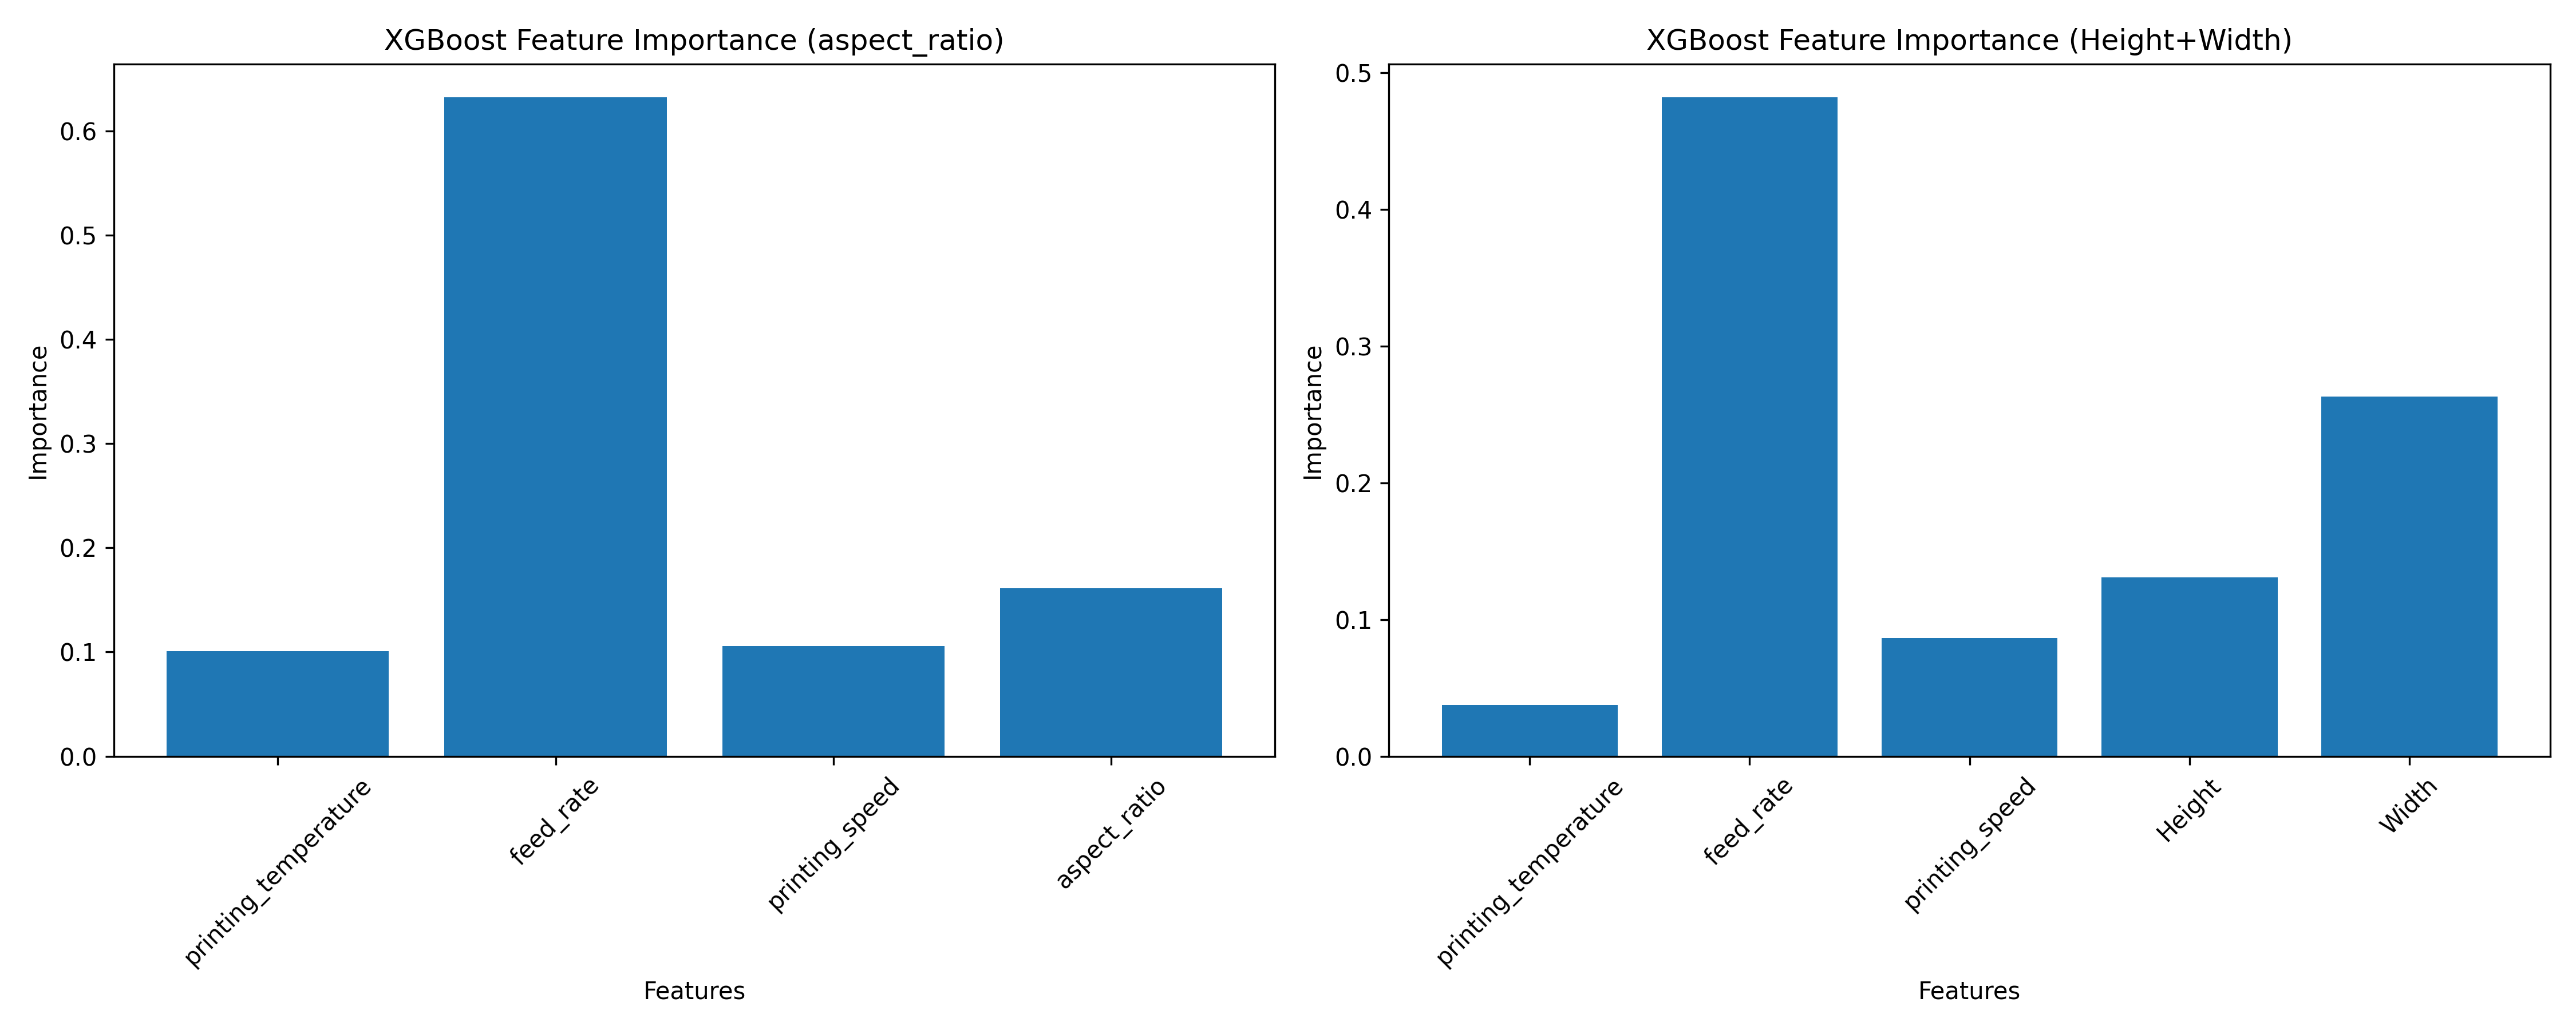 XGBoost Feature Importance (aspect_ratio)
Importance
0.6
0.5
0.4
0.3
0.2
0.1
0.0
printing_temperature
feed_rate
printing_speed
aspect_ratio
Features
XGBoost Feature Importance (Height+Width)
Importance
0.5
0.4
0.3
0.2
0.1
0.0
printing_temperature
feed_rate
printing_speed
Height
Width
Features